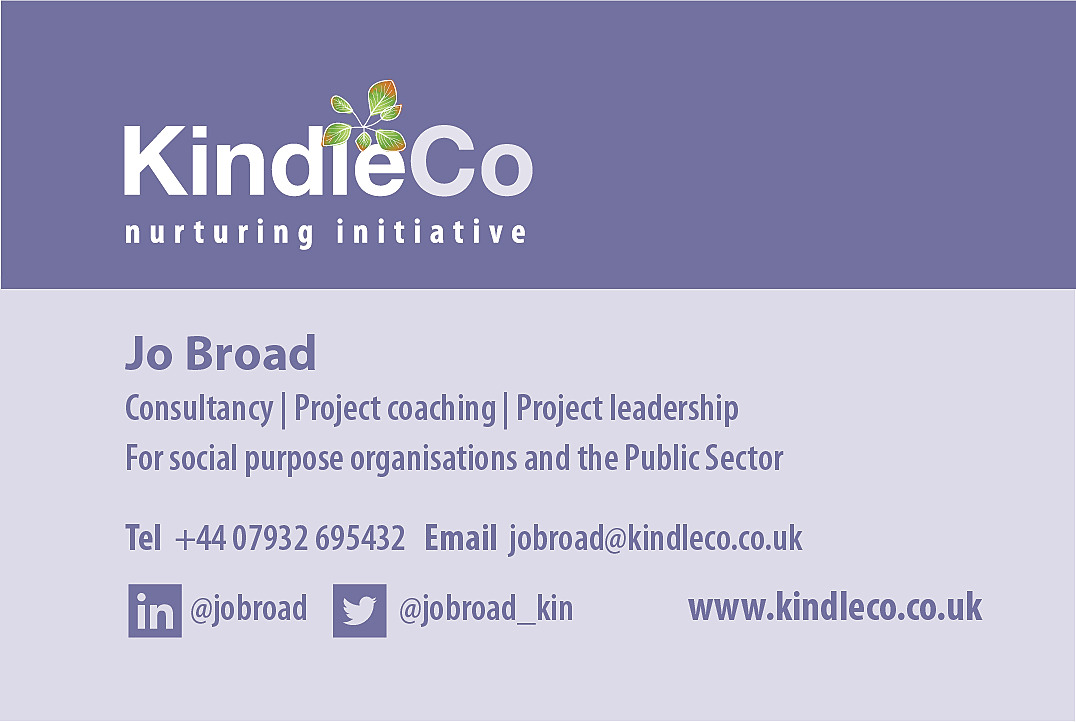 KindleCo
nurturing initiative
Jo Broad
Consultancy | Project coaching | Project leadership
For social purpose organisations and the Public Sector
Tel +44 07932 695432 Email jobroad@kindleco.co.uk
in @jobroad @jobroad_kin www.kindleco.co.uk